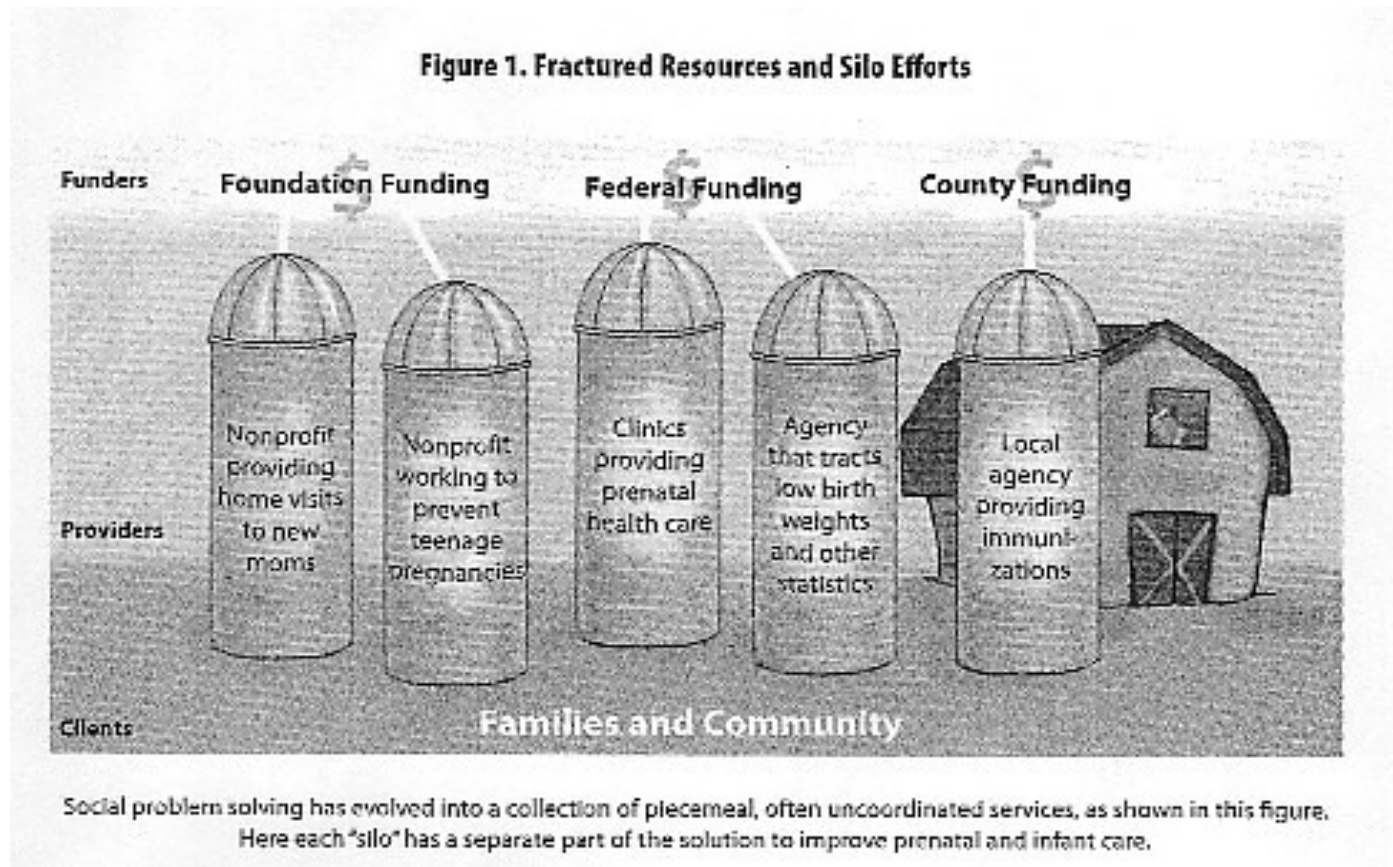 Figure 1. Fractured Resources and Silo Efforts
Funders
Foundation Funding
$
Federal Funding
$
County Funding
$
Providers
Nonprofit
providing
home visits
to new
moms
Nonprofit
working to
prevent
teenage
pregnancies
Clinics
providing
prenatal
health care
Agency
that tracts
low birth
weights
and other
statistics
Local
agency
providing
immuni-
zations
Clients
Families and Community
Social problem solving has evolved into a collection of piecemeal, often uncoordinated services, as shown in this figure.
Here each "silo" has a separate part of the solution to improve prenatal and infant care.